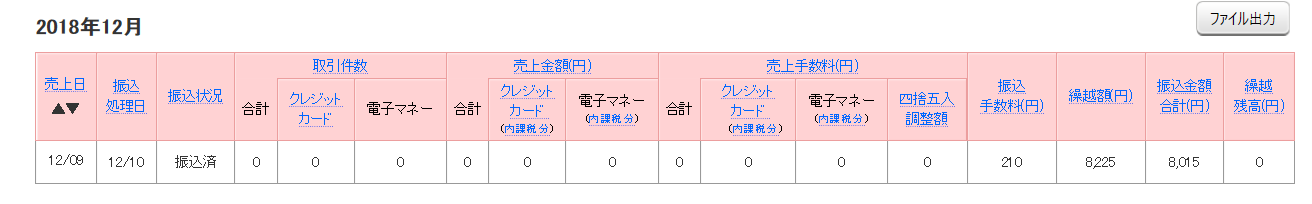 ファイル出力
2018年12月
売上日 ▲▼ 振込処理日 振込状況 取引件数 売上金額(円) 売上手数料(円) 振込手数料(円) 繰越額(円) 振込金額合計(円) 繰越残高(円)
合計 クレジットカード 電子マネー 合計 クレジットカード(内課税分) 電子マネー(内課税分) 合計 クレジットカード(内課税分) 電子マネー(内課税分) 四捨五入調整額
12/09 12/10 振込済 0 0 0 0 0 0 0 0 0 0 210 8,225 8,015 0